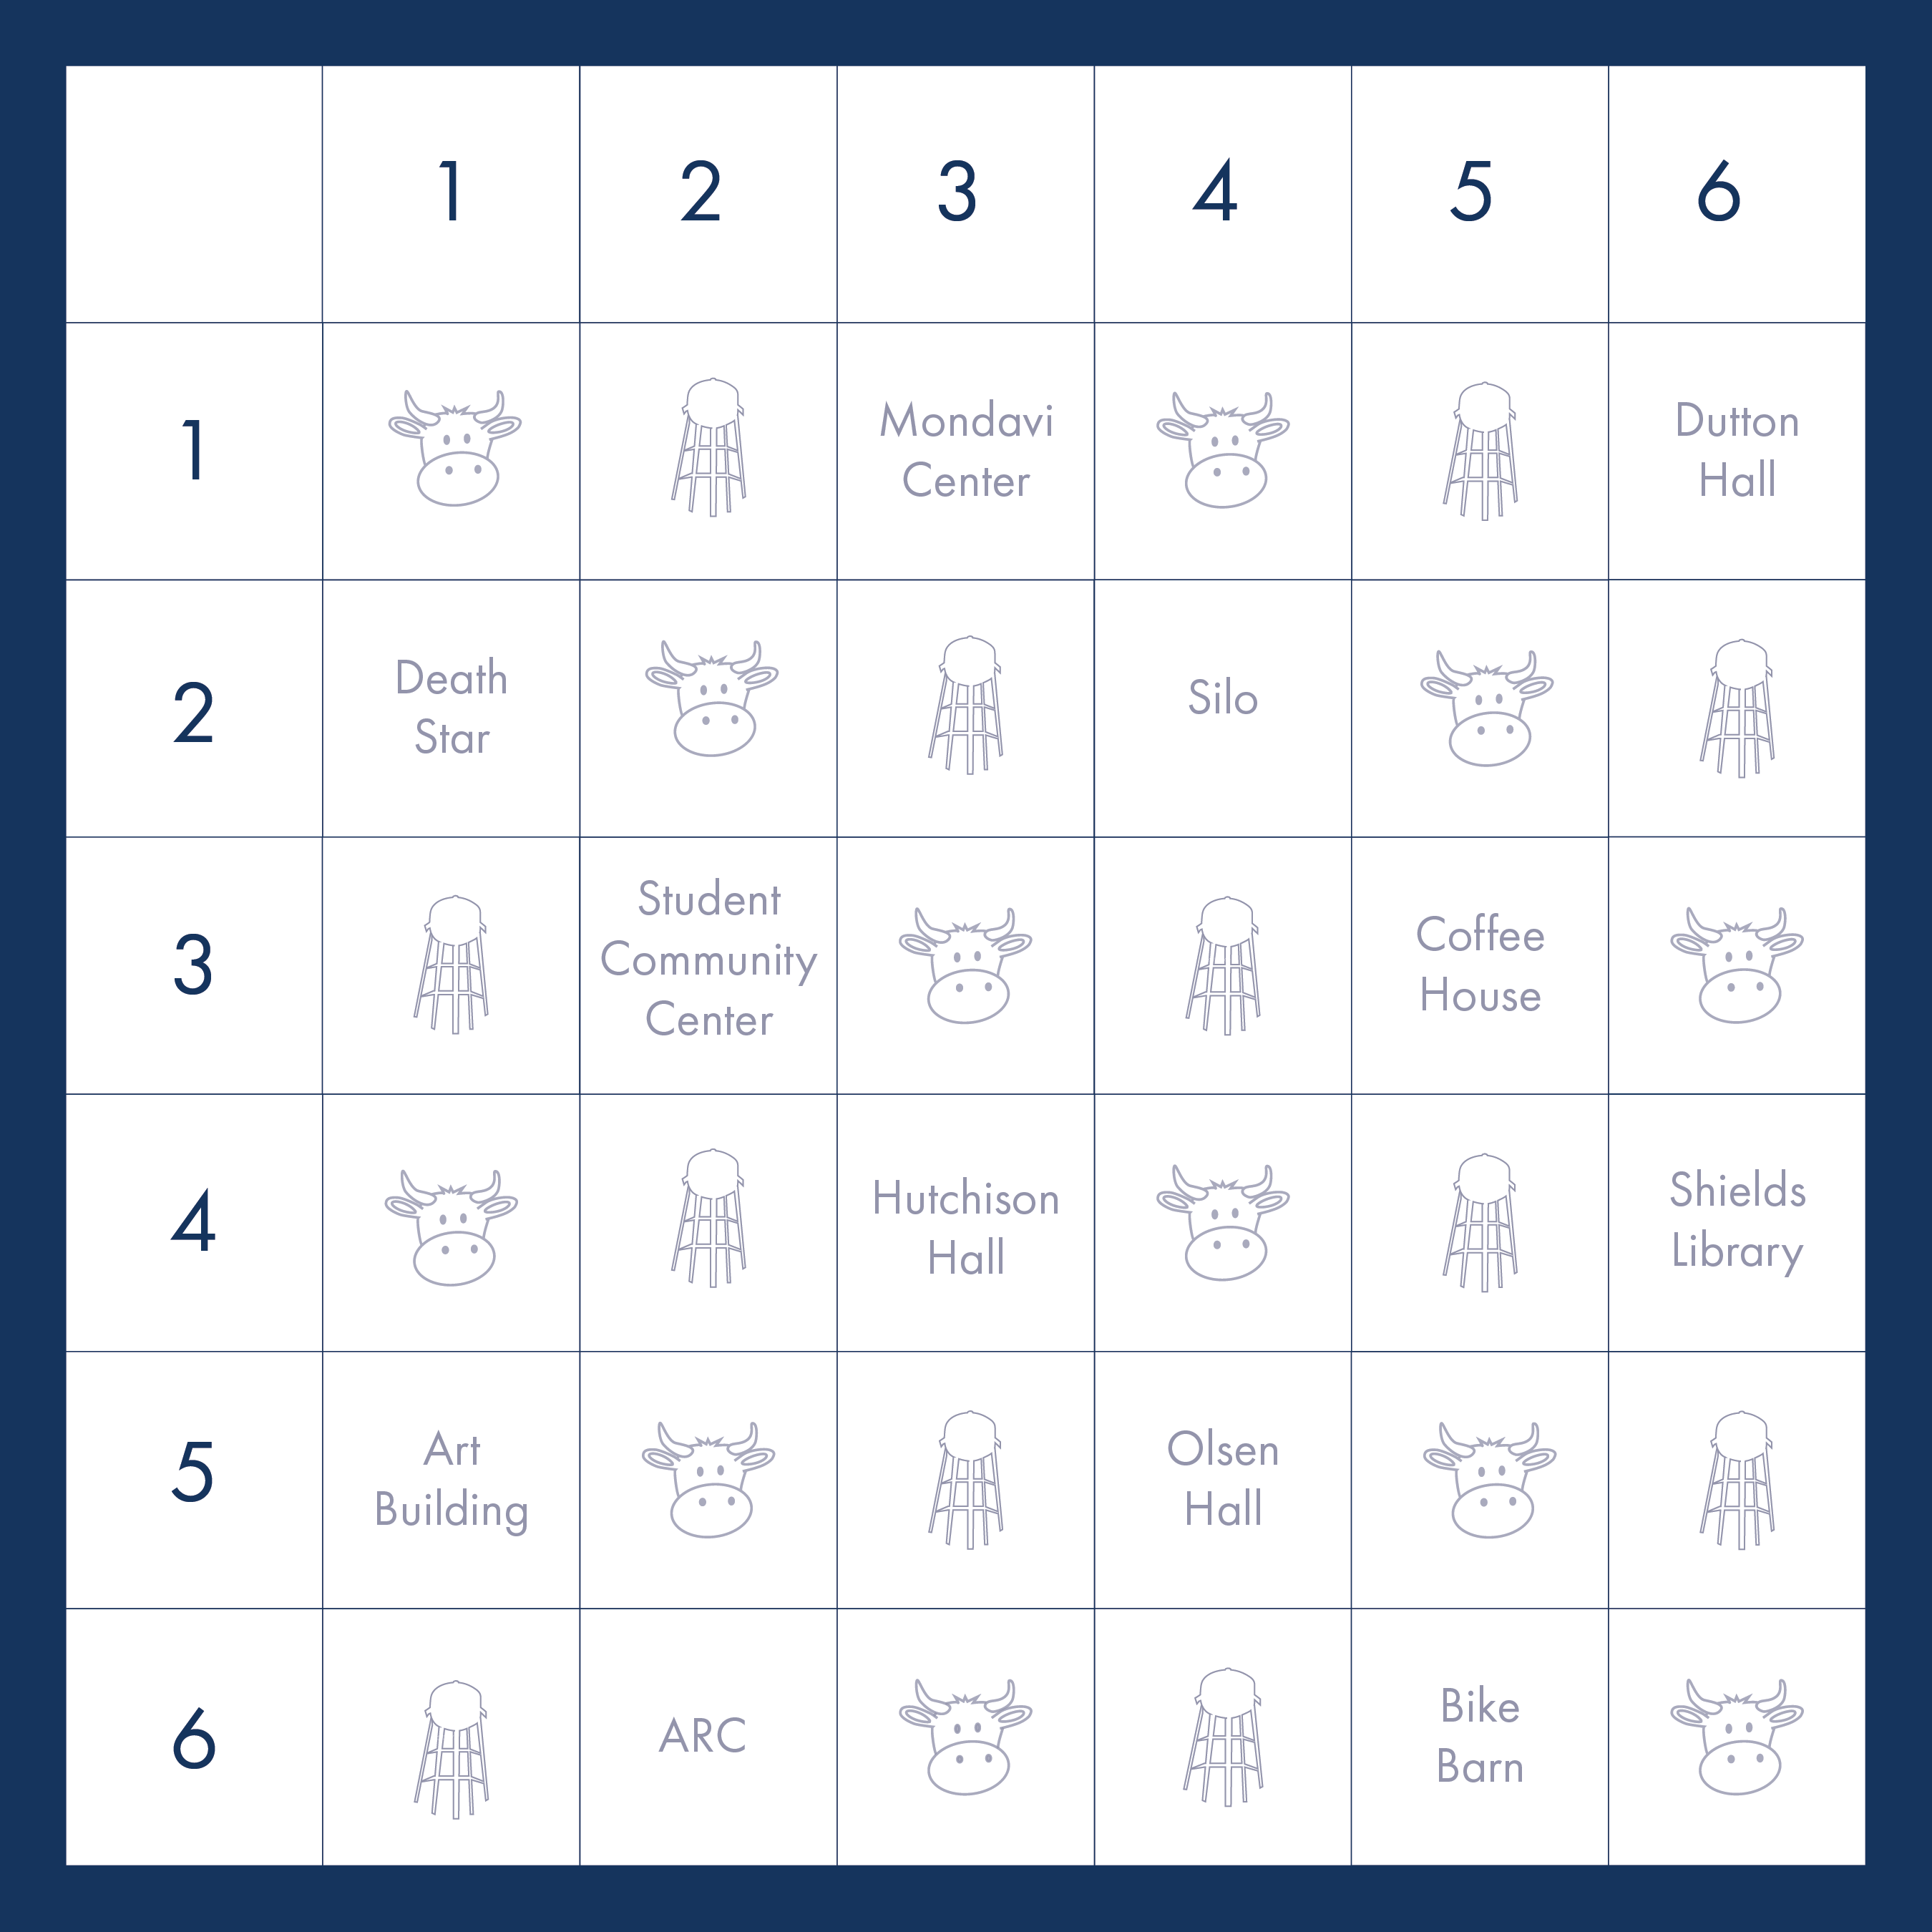 1 2 3 4 5 6
1 Mondavi Center Dutton Hall
2 Death Star Silo
3 Student Community Center Coffee House
4 Hutchison Hall Shields Library
5 Art Building Olsen Hall
6 ARC Bike Barn